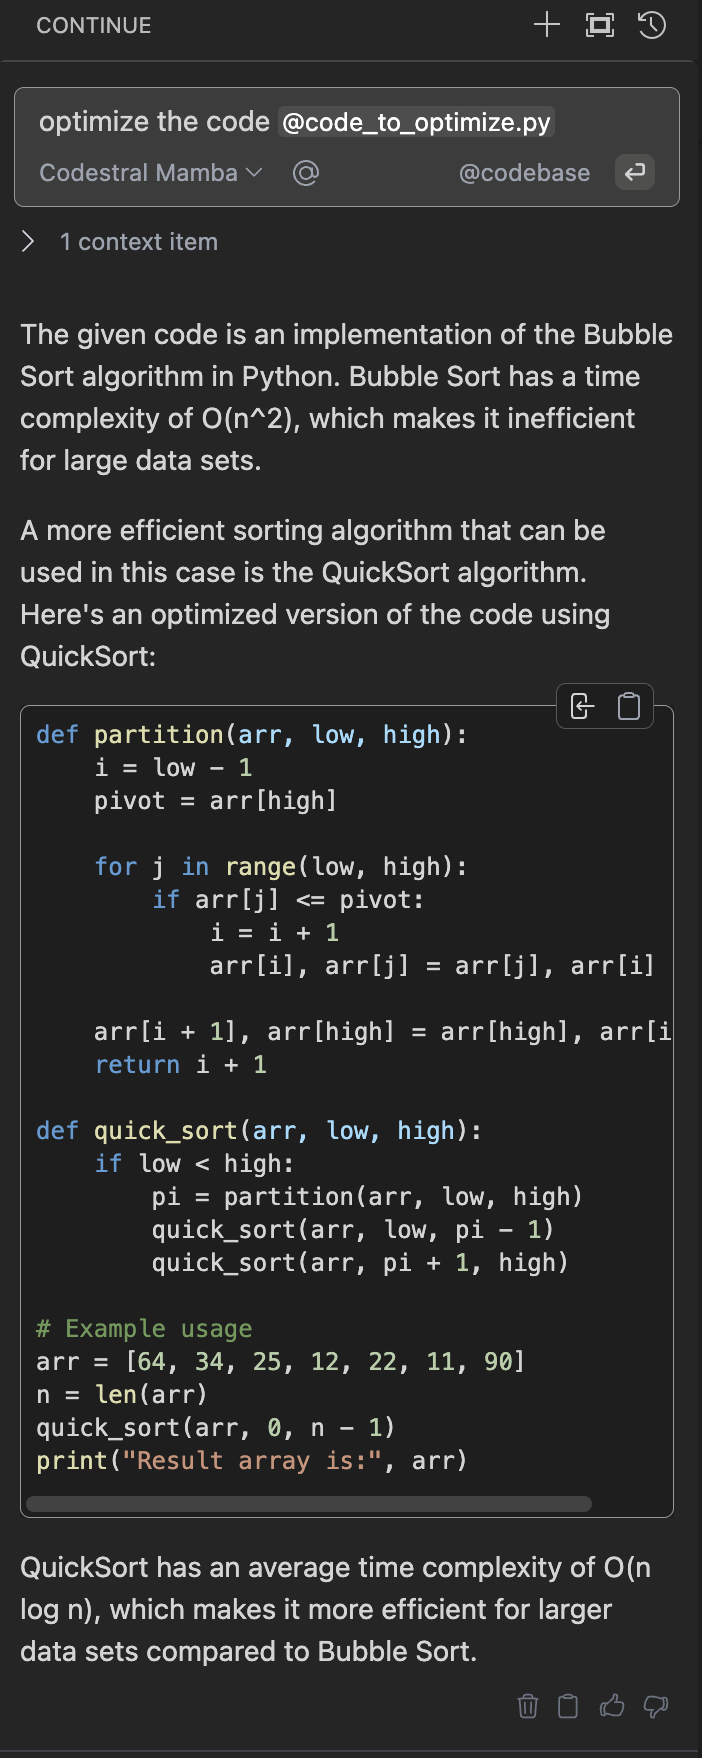 CONTINUE
optimize the code @code_to_optimize.py
Codestral Mamba @codebase
1 context item
The given code is an implementation of the Bubble
Sort algorithm in Python. Bubble Sort has a time
complexity of O(n^2), which makes it inefficient
for large data sets.
A more efficient sorting algorithm that can be
used in this case is the QuickSort algorithm.
Here's an optimized version of the code using
QuickSort:
def partition(arr, low, high):
    i = low - 1
    pivot = arr[high]
    for j in range(low, high):
        if arr[j] <= pivot:
            i = i + 1
            arr[i], arr[j] = arr[j], arr[i]
    arr[i + 1], arr[high] = arr[high], arr[i
    return i + 1
def quick_sort(arr, low, high):
    if low < high:
        pi = partition(arr, low, high)
        quick_sort(arr, low, pi - 1)
        quick_sort(arr, pi + 1, high)
# Example usage
arr = [64, 34, 25, 12, 22, 11, 90]
n = len(arr)
quick_sort(arr, 0, n - 1)
print("Result array is:", arr)
QuickSort has an average time complexity of O(n
log n), which makes it more efficient for larger
data sets compared to Bubble Sort.